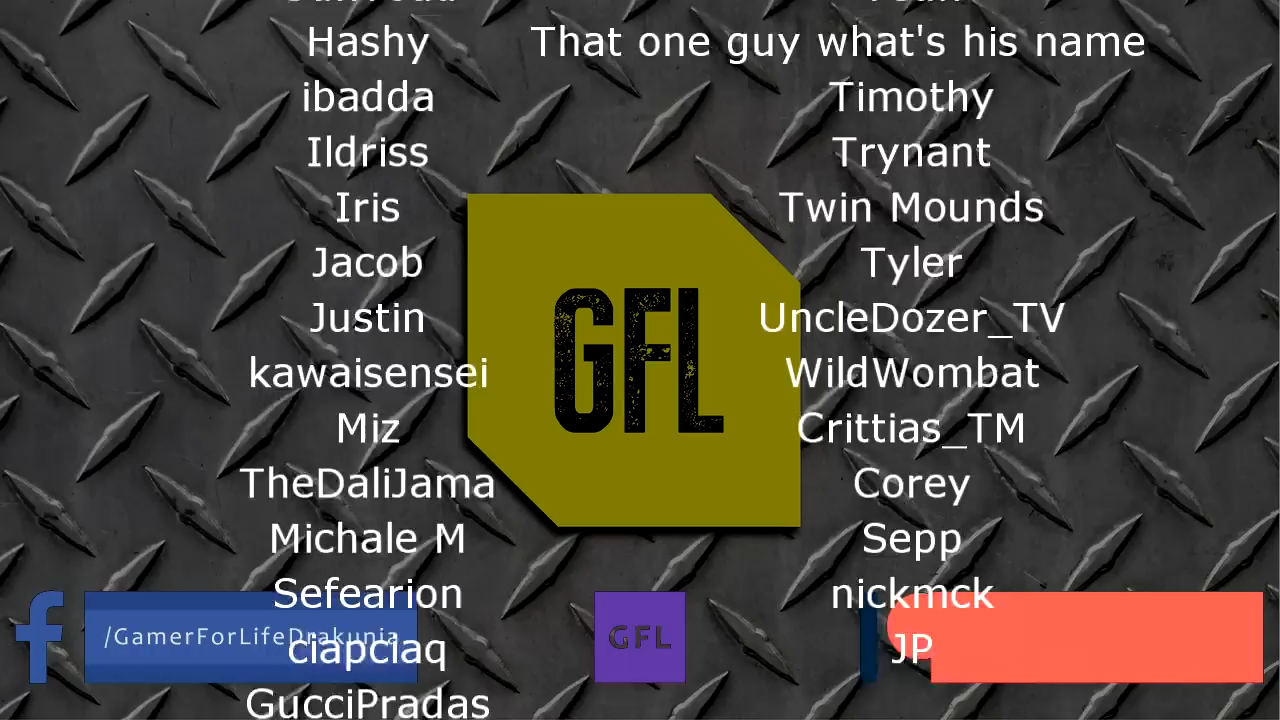 Hashy
ibadda
Ildriss
Iris
Jacob
Justin
kawaisensei
Miz
TheDaliJama
Michale M
Sefearion
ciapciaq
GucciPradas
That one guy what's his name
Timothy
Trynant
Twin Mounds
Tyler
UncleDozer_TV
WildWombat
Crittias_TM
Corey
Sepp
nickmck
JP
GFL
/GamerForLifeDrakunia
GFL